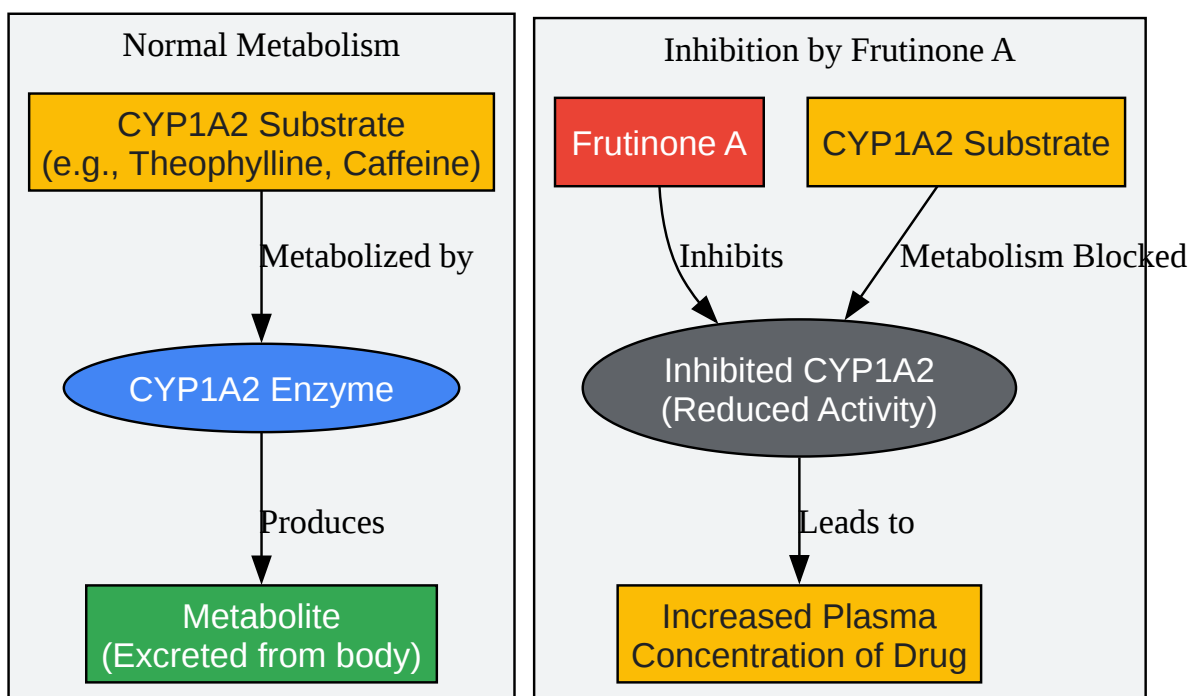 Normal Metabolism
CYP1A2 Substrate
(e.g., Theophylline, Caffeine)
Metabolized by
CYP1A2 Enzyme
Produces
Metabolite
(Excreted from body)
Inhibition by Frutinone A
Frutinone A
CYP1A2 Substrate
Inhibits
Metabolism Blocked
Inhibited CYP1A2
(Reduced Activity)
Leads to
Increased Plasma
Concentration of Drug